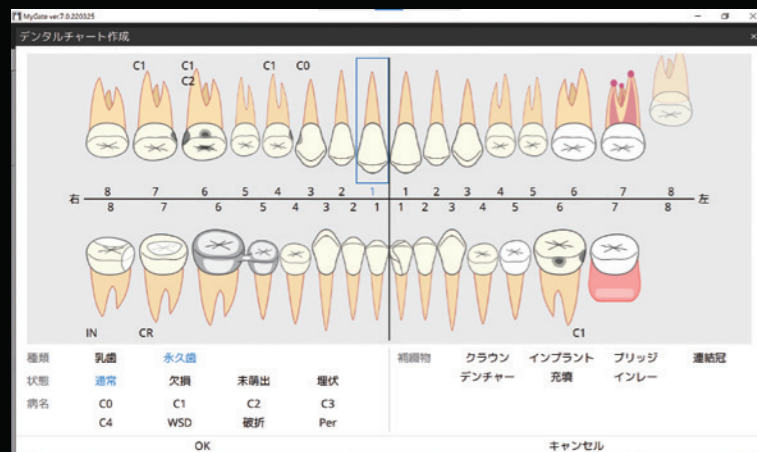 MyGate ver.7.0.220325
デンタルチャート作成
C1 C1 C1 C0
C2
8 7 6 5 4 3 2 1 1 2 3 4 5 6 7 8
右 左
8 7 6 5 4 3 2 1 1 2 3 4 5 6 7 8
IN CR C1
種類 乳歯 永久歯
状態 通常 欠損 未萌出 埋伏
病名 C0 C1 C2 C3
C4 WSD 破折 Per
補綴物 クラウン インプラント ブリッジ 連結冠
デンチャー 充填 インレー
OK キャンセル